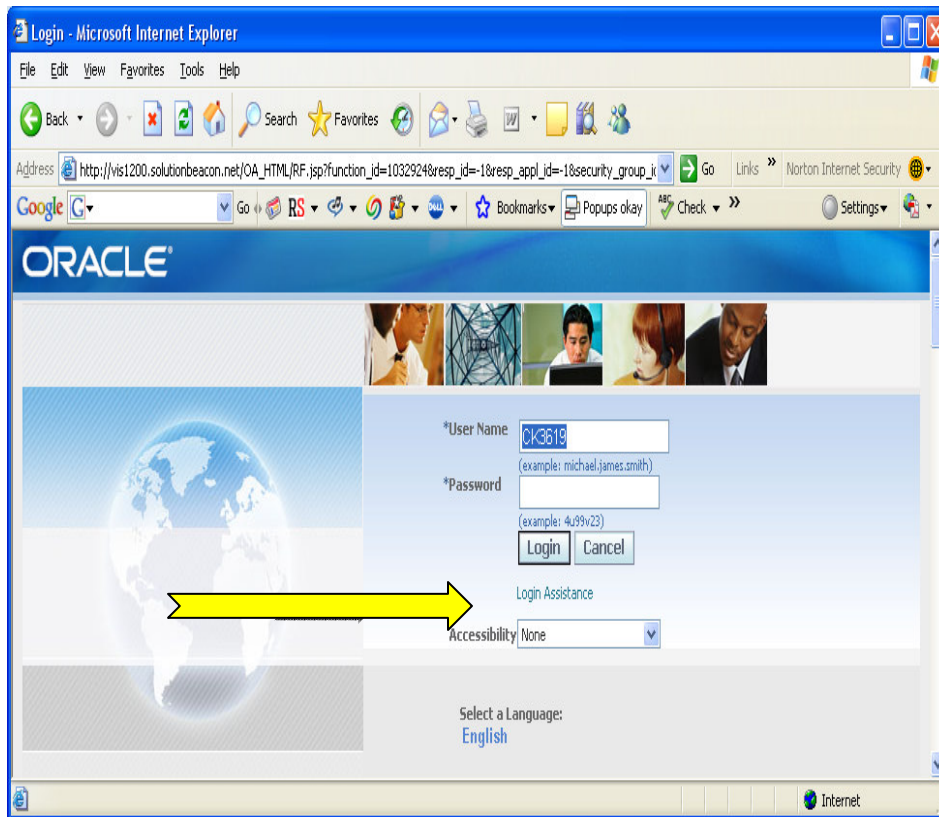 Login - Microsoft Internet Explorer
File Edit View Favorites Tools Help
Back Search Favorites W
Address http://vis1200.solutionbeacon.net/OA_HTML/RF.jsp?function_id=1032924&resp_id=-1&resp_appl_id=-1&security_group_i Go Links » Norton Internet Security
Google G Go RS DELL Bookmarks Popups okay ABC Check » Settings
ORACLE®
*User Name CK3619
(example: michael.james.smith)
*Password
(example: 4u99v23)
Login Cancel
Login Assistance
Accessibility None
Select a Language:
English
Internet